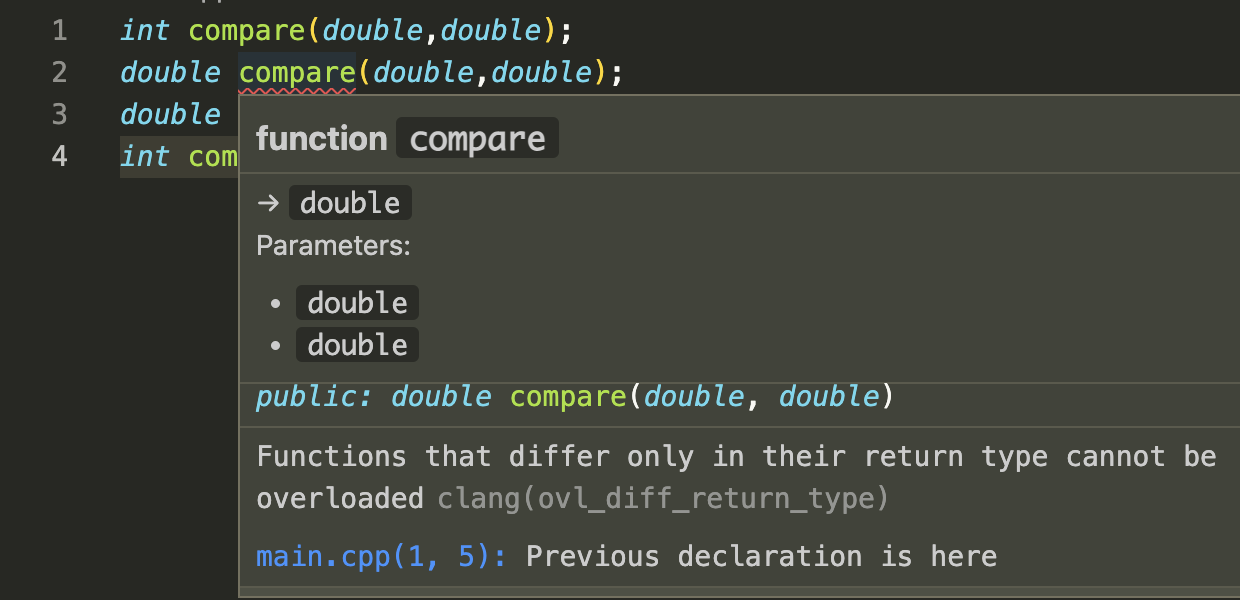 1 int compare(double,double);
2 double compare(double,double);
3 double
4 int com
function compare
→ double
Parameters:
• double
• double
public: double compare(double, double)
Functions that differ only in their return type cannot be
overloaded clang(ovl_diff_return_type)
main.cpp(1, 5): Previous declaration is here